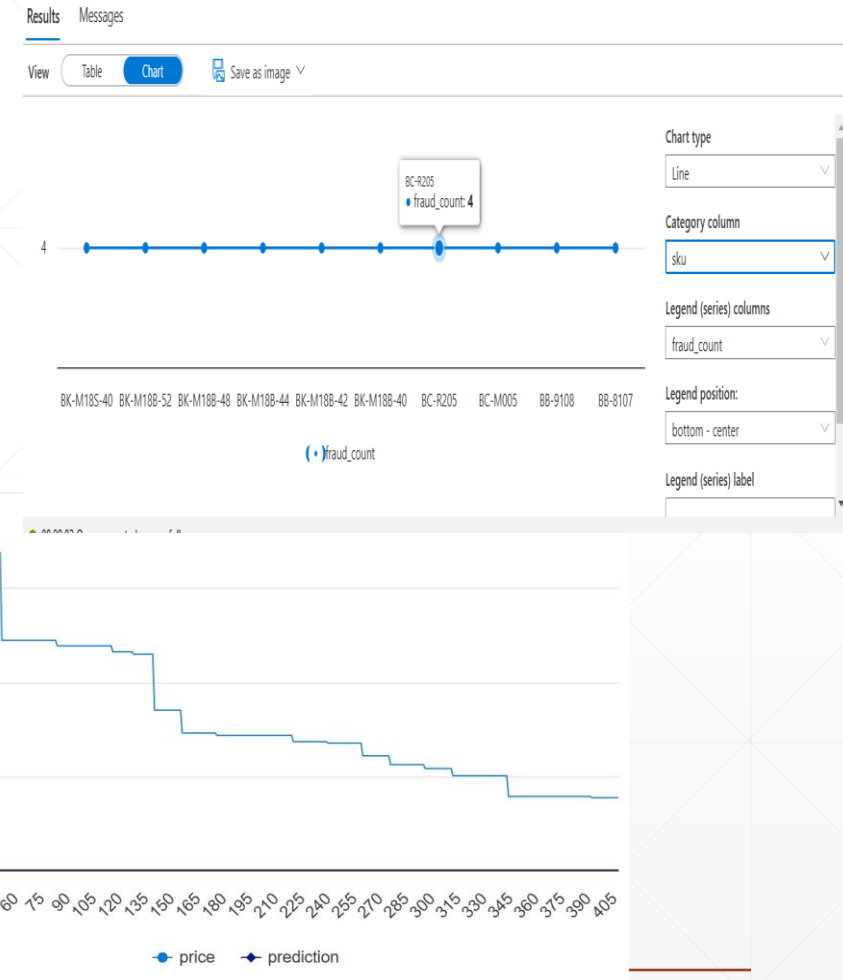 Results Messages
View Table Chart Save as image
Chart type
Line
BC-R205
fraud_count: 4
Category column
4
sku
Legend (series) columns
fraud_count
BK-M18S-40 BK-M18B-52 BK-M18B-48 BK-M18B-44 BK-M18B-42 BK-M18B-40 BC-R205 BC-M005 BB-9108 BB-8107
Legend position:
bottom - center
fraud_count
Legend (series) label
60 75 90 105 120 135 150 165 180 195 210 225 240 255 270 285 300 315 330 345 360 375 390 405
price prediction